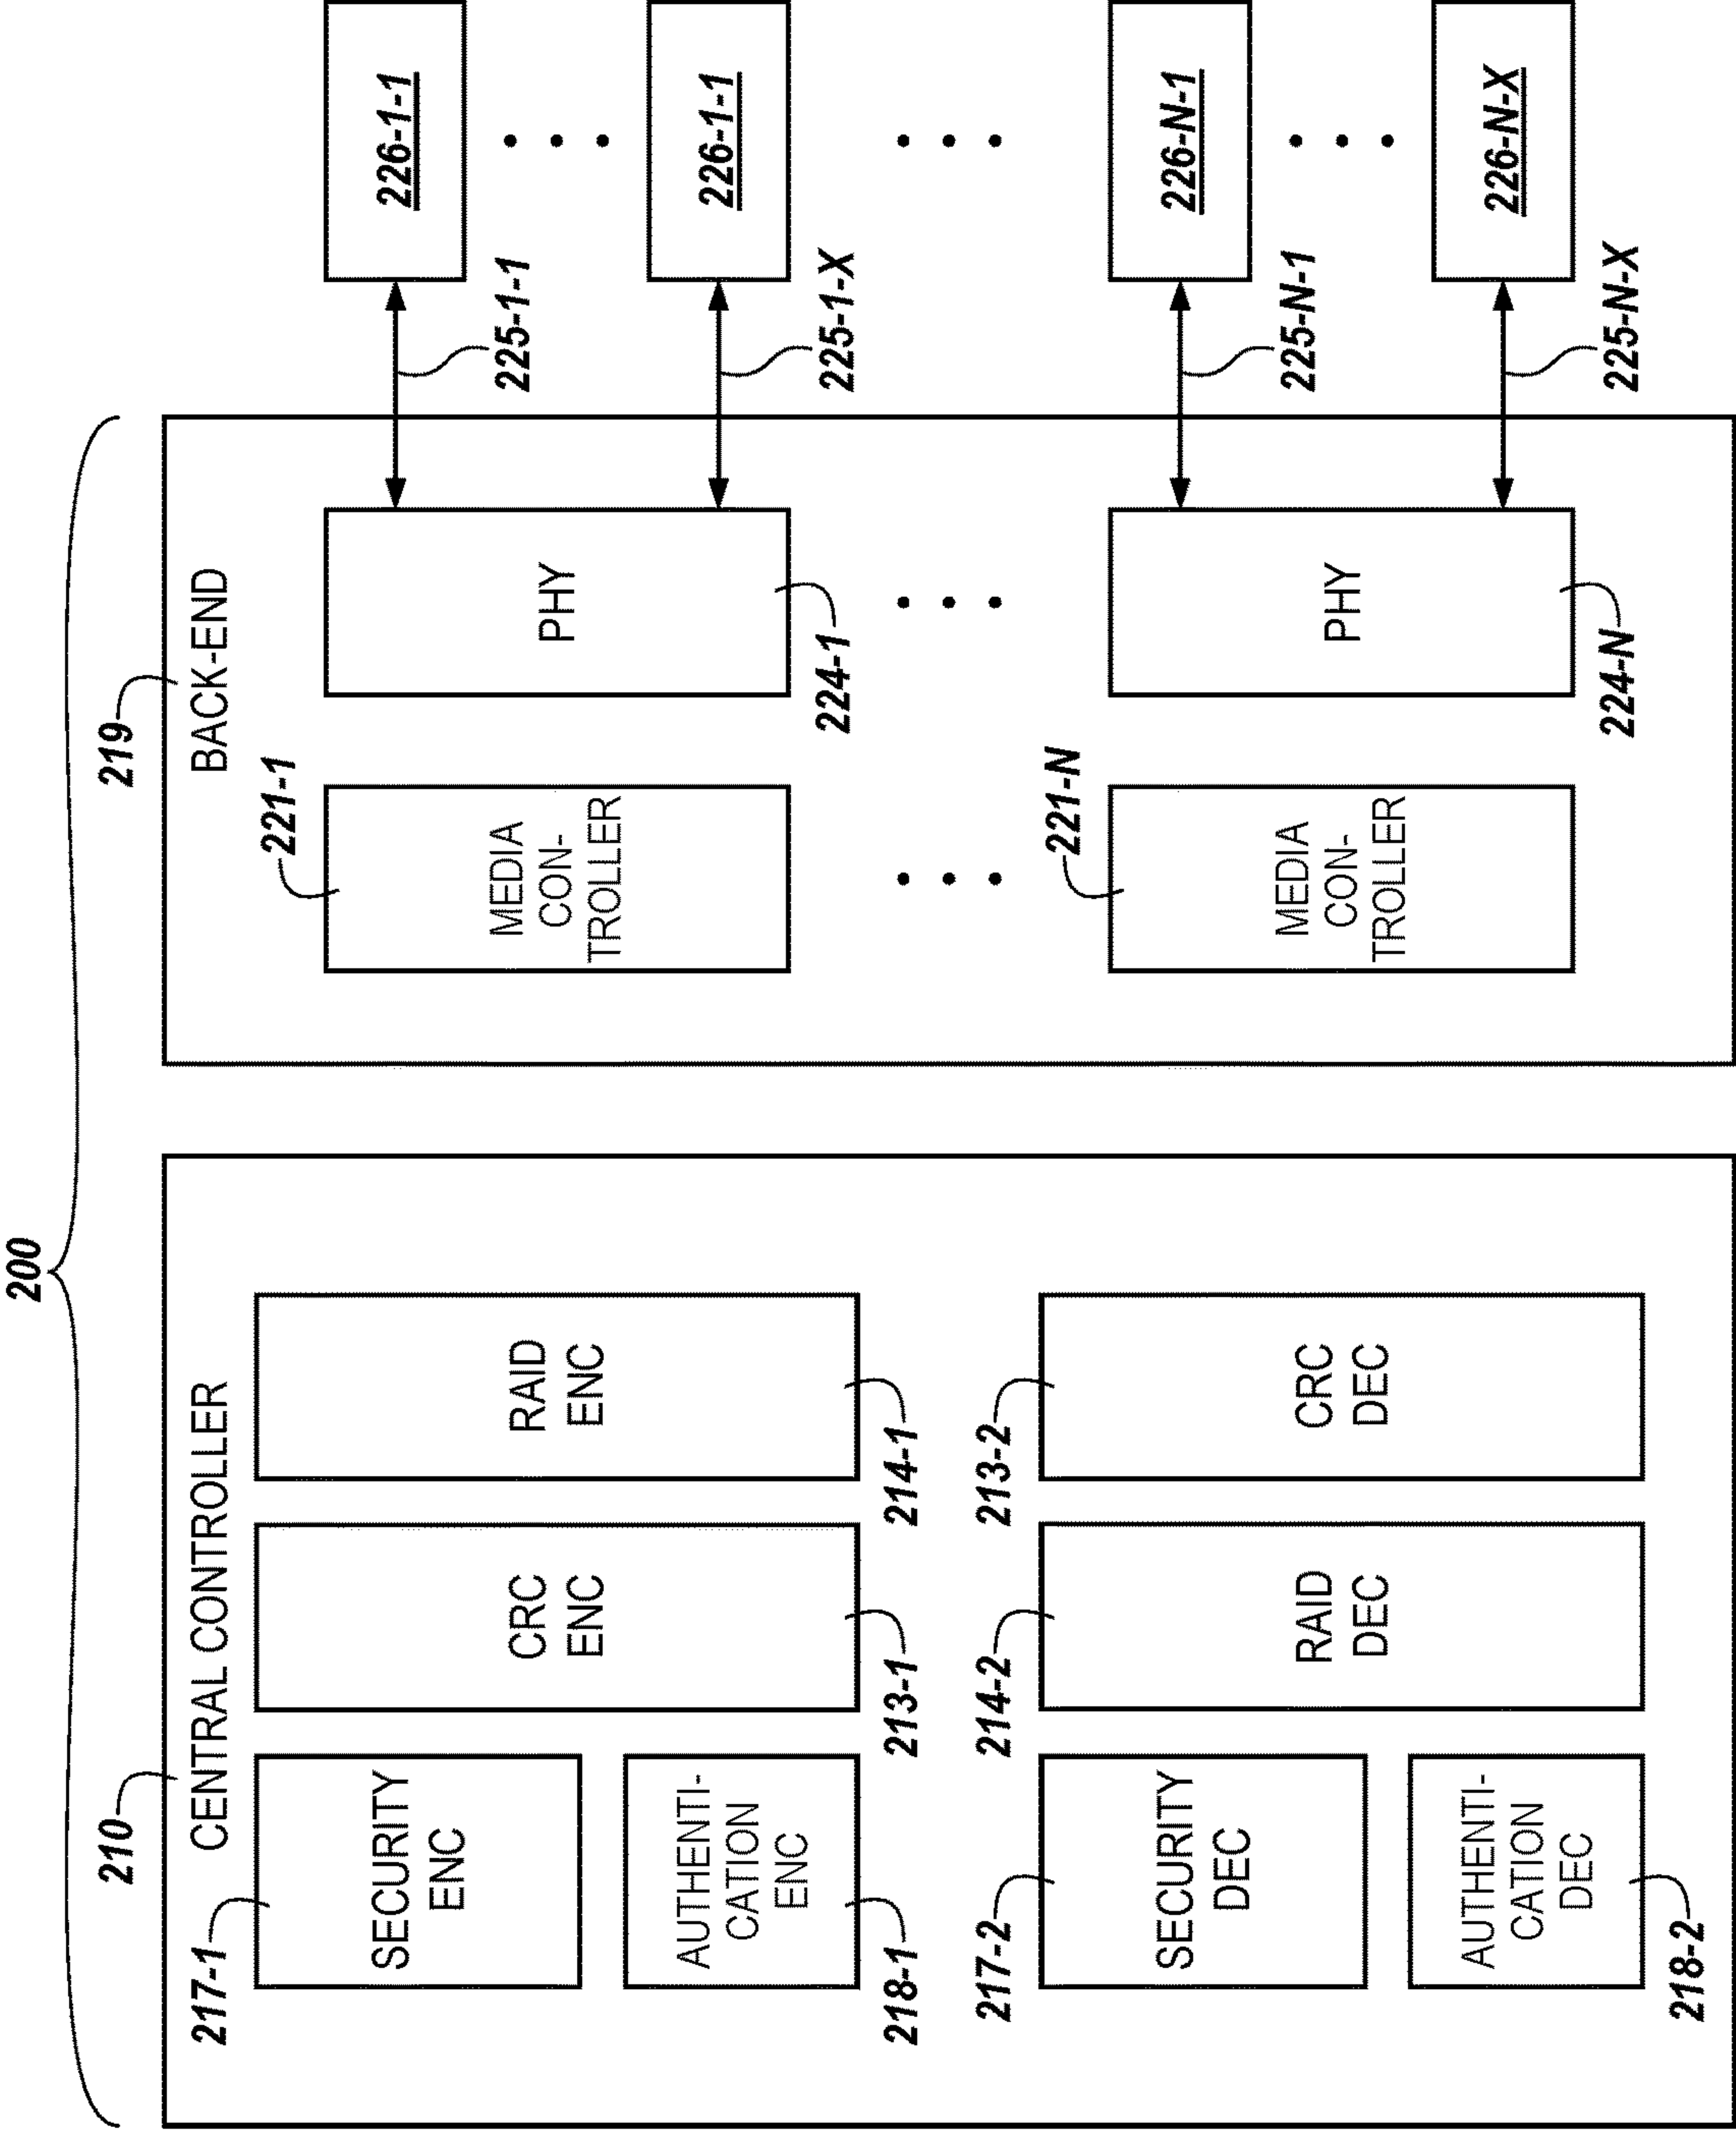 200
210
CENTRAL CONTROLLER
217-1
SECURITY
ENC
AUTHENTI-
CATION
ENC
218-1
CRC
ENC
213-1
RAID
ENC
214-1
217-2
SECURITY
DEC
AUTHENTI-
CATION
DEC
218-2
214-2
RAID
DEC
213-2
CRC
DEC
219
BACK-END
221-1
MEDIA
CON-
TROLLER
PHY
224-1
221-N
MEDIA
CON-
TROLLER
PHY
224-N
225-1-1
226-1-1
225-1-X
226-1-1
225-N-1
226-N-1
225-N-X
226-N-X